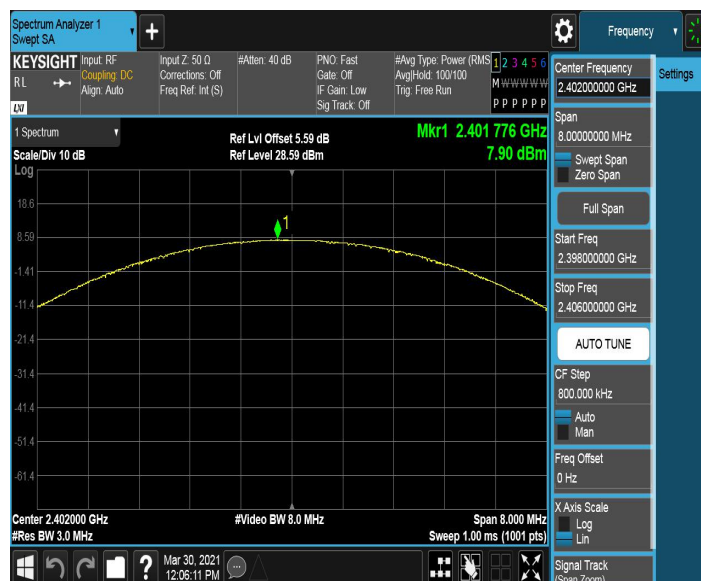 Spectrum Analyzer 1
Swept SA
+
Frequency
KEYSIGHT
RL
LXI
Input: RF
Coupling: DC
Align: Auto
Input Z: 50 Ω
Corrections: Off
Freq Ref: Int (S)
#Atten: 40 dB
PNO: Fast
Gate: Off
IF Gain: Low
Sig Track: Off
#Avg Type: Power (RMS
Avg|Hold: 100/100
Trig: Free Run
1 2 3 4 5 6
M W W W W W
P P P P P P
1 Spectrum
Scale/Div 10 dB
Ref Lvl Offset 5.59 dB
Ref Level 28.59 dBm
Mkr1 2.401 776 GHz
7.90 dBm
Log
18.6
8.59
-1.41
-11.4
-21.4
-31.4
-41.4
-51.4
-61.4
1
Center 2.402000 GHz
#Res BW 3.0 MHz
#Video BW 8.0 MHz
Span 8.000 MHz
Sweep 1.00 ms (1001 pts)
Mar 30, 2021
12:06:11 PM
Center Frequency
2.402000000 GHz
Settings
Span
8.00000000 MHz
Swept Span
Zero Span
Full Span
Start Freq
2.398000000 GHz
Stop Freq
2.406000000 GHz
AUTO TUNE
CF Step
800.000 kHz
Auto
Man
Freq Offset
0 Hz
X Axis Scale
Log
Lin
Signal Track
(Span Zoom)